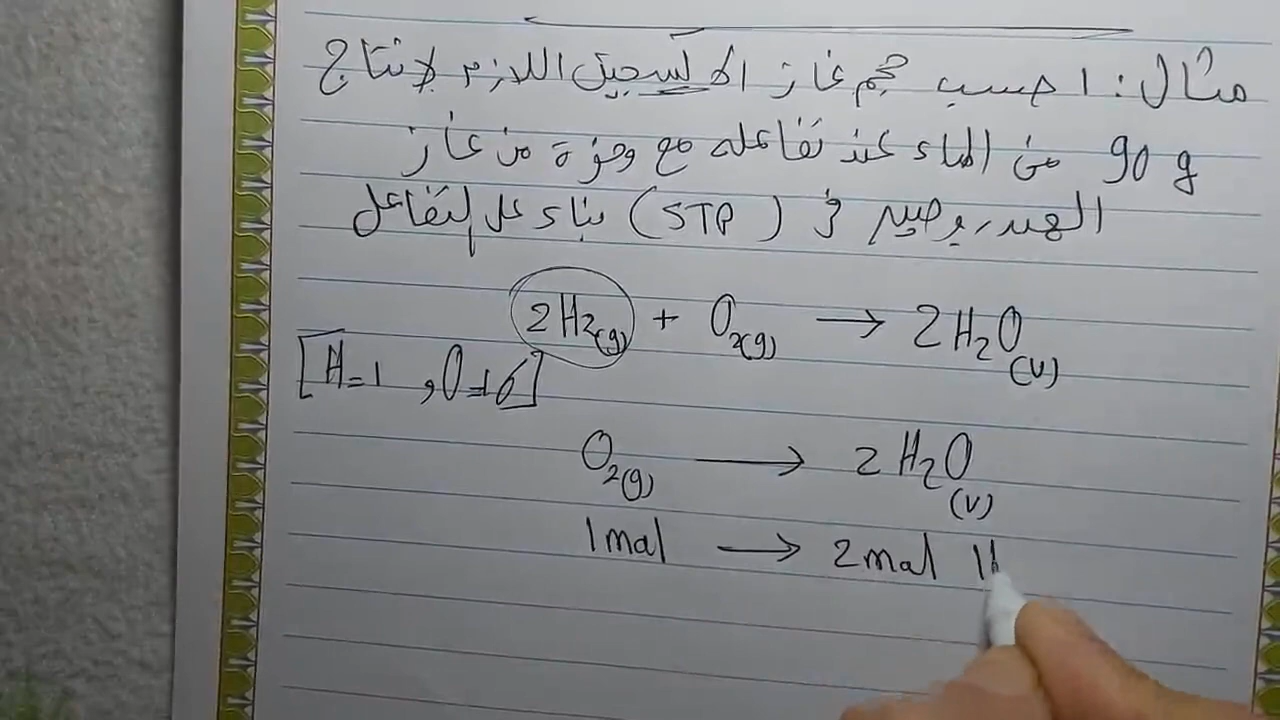 مثال: احسب حجم غاز الاكسجين اللازم لإنتاج
90 g من الماء عند تفاعله مع وفرة من غاز
الهيدروجين في (STP) بناء على التفاعل
2H2(g) + O2(g) → 2H2O(v)
[H=1 , O=16]
O2(g) → 2H2O(v)
1mol → 2mol H